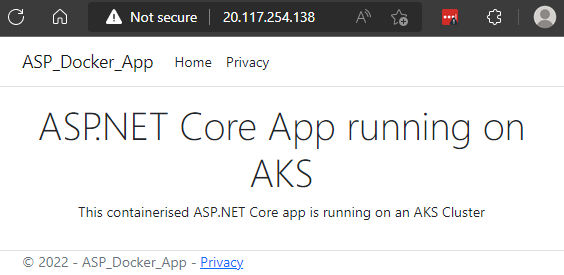 Not secure 20.117.254.138
ASP_Docker_App Home Privacy
ASP.NET Core App running on
AKS
This containerised ASP.NET Core app is running on an AKS Cluster
© 2022 - ASP_Docker_App - Privacy